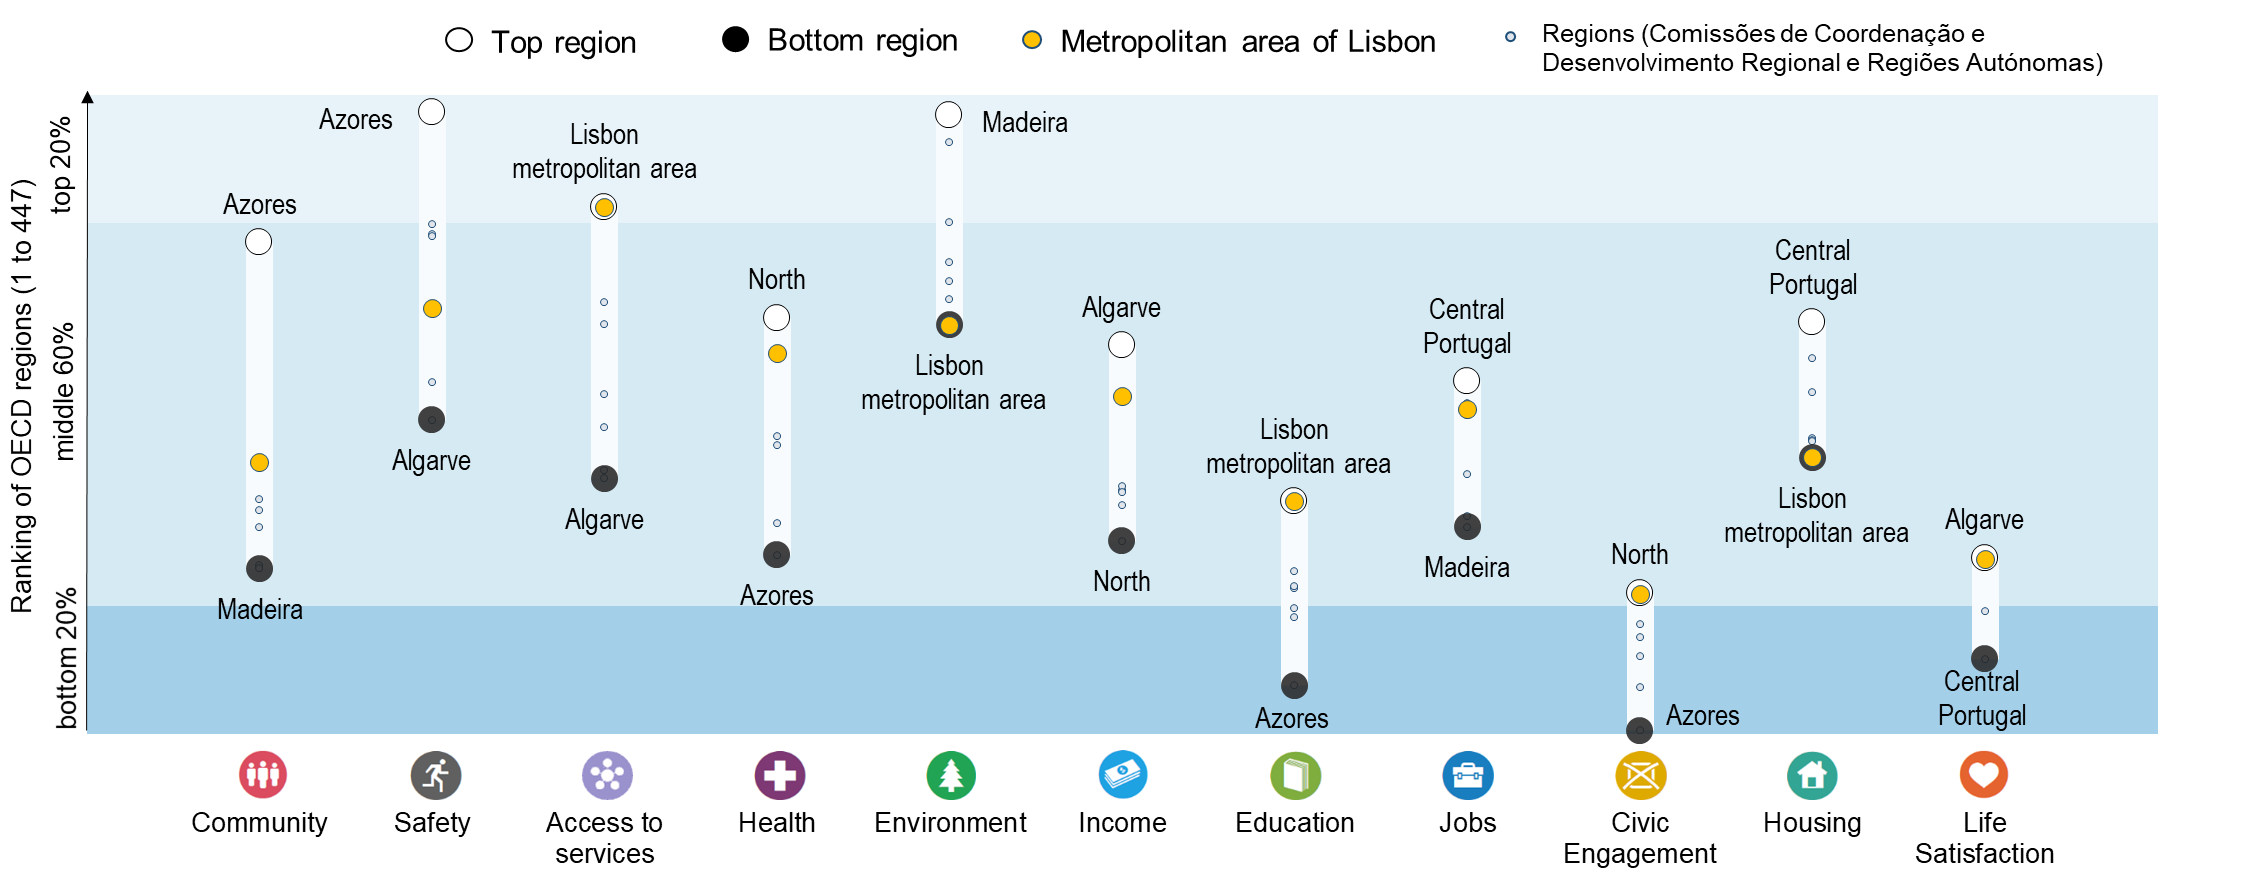 Top region
Bottom region
Metropolitan area of Lisbon
Regions (Comissões de Coordenação e
Desenvolvimento Regional e Regiões Autónomas)
Ranking of OECD regions (1 to 447)
top 20%
middle 60%
bottom 20%
Azores
Madeira
Azores
Algarve
Lisbon
metropolitan area
Algarve
North
Azores
Madeira
Lisbon
metropolitan area
Algarve
North
Lisbon
metropolitan area
Azores
Central
Portugal
Madeira
North
Azores
Central
Portugal
Lisbon
metropolitan area
Algarve
Central
Portugal
Community
Safety
Access to
services
Health
Environment
Income
Education
Jobs
Civic
Engagement
Housing
Life
Satisfaction